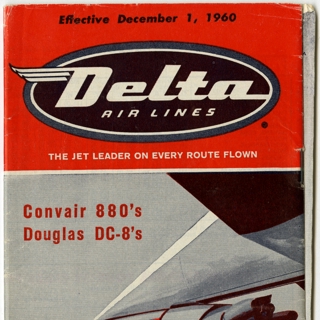 Effective December 1, 1960
Delta
AIR LINES
THE JET LEADER ON EVERY ROUTE FLOWN
Convair 880's
Douglas DC-8's